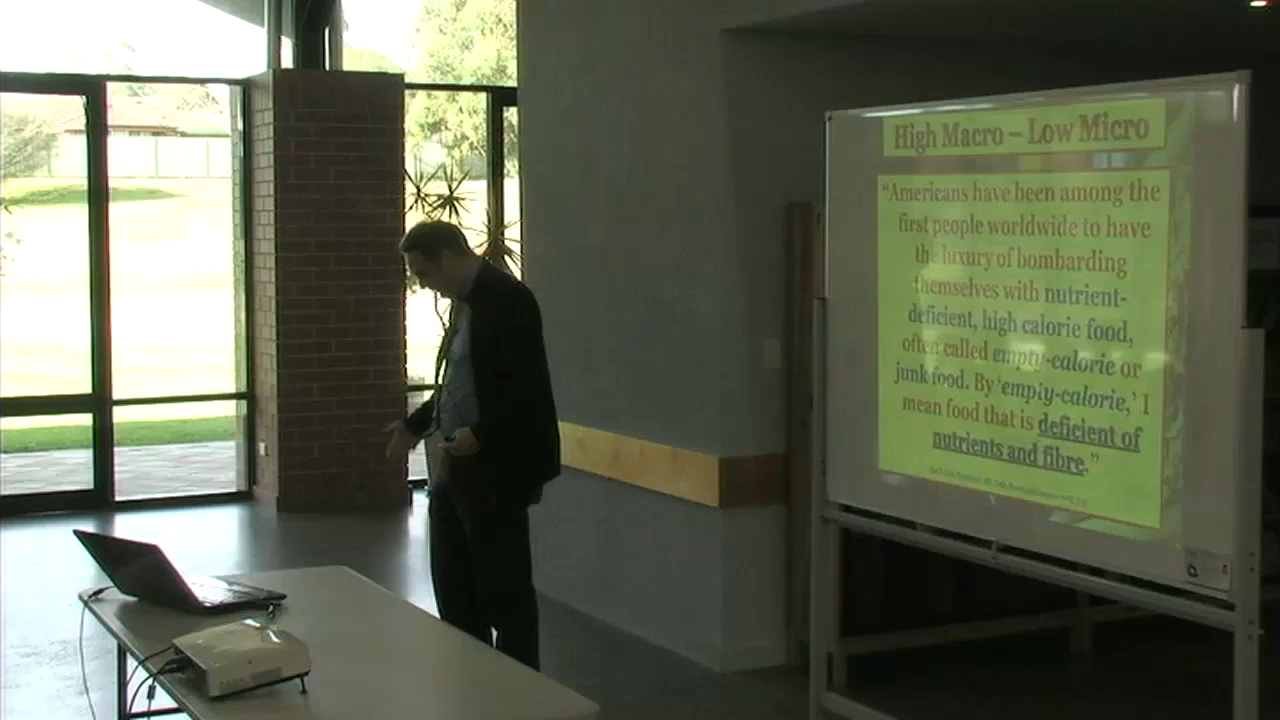 High Macro – Low Micro
“Americans have been among the
first people worldwide to have
the luxury of bombarding
themselves with nutrient-
deficient, high calorie food,
often called empty-calorie or
junk food. By ‘empty-calorie,’ I
mean food that is deficient of
nutrients and fibre.”